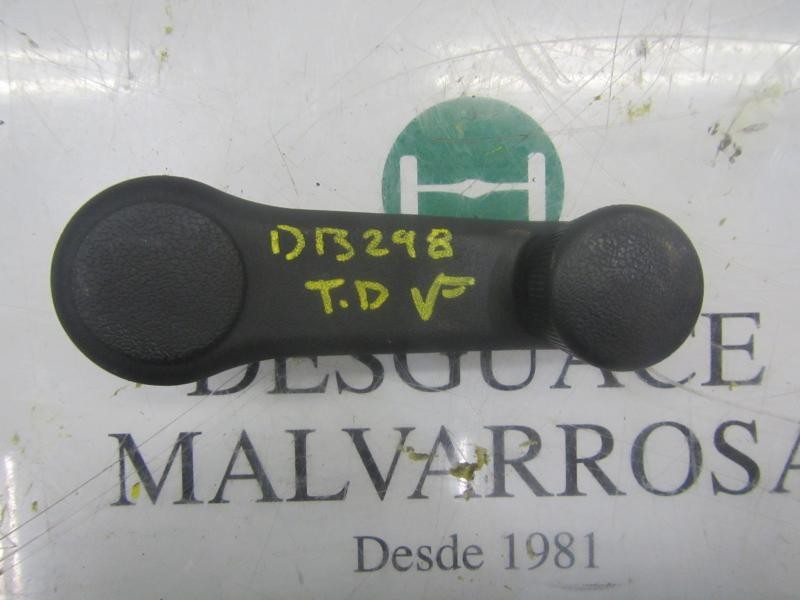 DB298
T.D
DESGUACE
MALVARROSA
Desde 1981